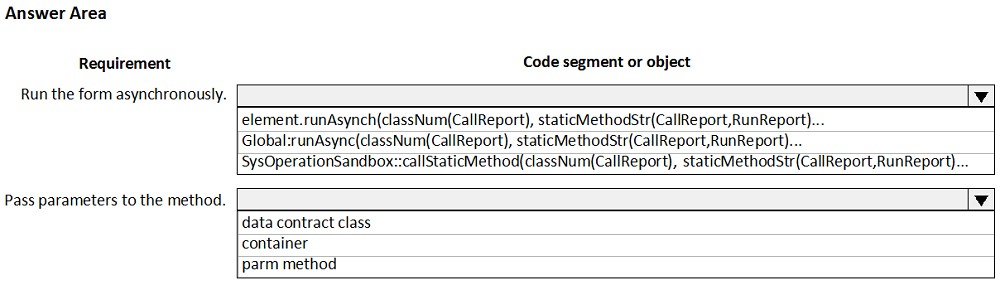 Answer Area
Requirement
Code segment or object
Run the form asynchronously.
element.runAsynch(classNum(CallReport), staticMethodStr(CallReport,RunReport)...
Global:runAsync(classNum(CallReport), staticMethodStr(CallReport,RunReport)...
SysOperationSandbox::callStaticMethod(classNum(CallReport), staticMethodStr(CallReport,RunReport)...
Pass parameters to the method.
data contract class
container
parm method